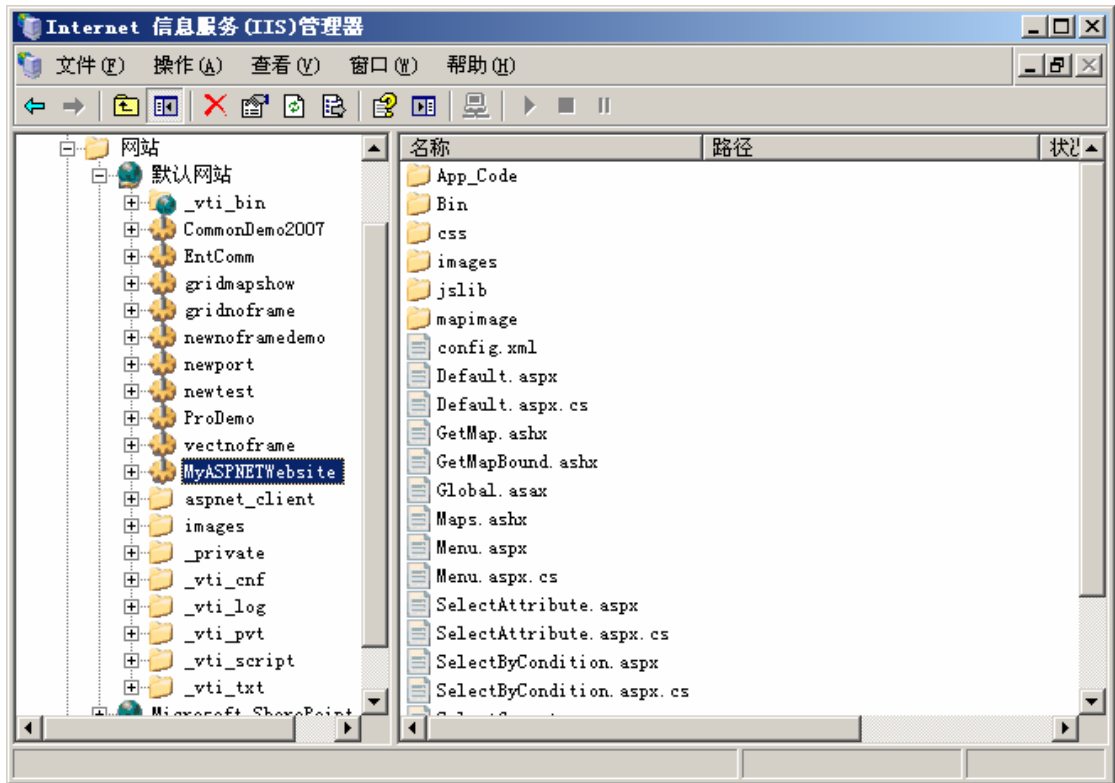 Internet 信息服务(IIS)管理器
文件(F) 操作(A) 查看(V) 窗口(W) 帮助(H)
网站
默认网站
_vti_bin
CommonDemo2007
EntComm
gridmapshow
gridnoframe
newnoframedemo
newport
newtest
ProDemo
vectnoframe
MyASPNETWebsite
aspnet_client
images
_private
_vti_cnf
_vti_log
_vti_pvt
_vti_script
_vti_txt
Microsoft SharePoint
名称 路径
App_Code
Bin
css
images
jslib
mapimage
config.xml
Default.aspx
Default.aspx.cs
GetMap.ashx
GetMapBound.ashx
Global.asax
Maps.ashx
Menu.aspx
Menu.aspx.cs
SelectAttribute.aspx
SelectAttribute.aspx.cs
SelectByCondition.aspx
SelectByCondition.aspx.cs